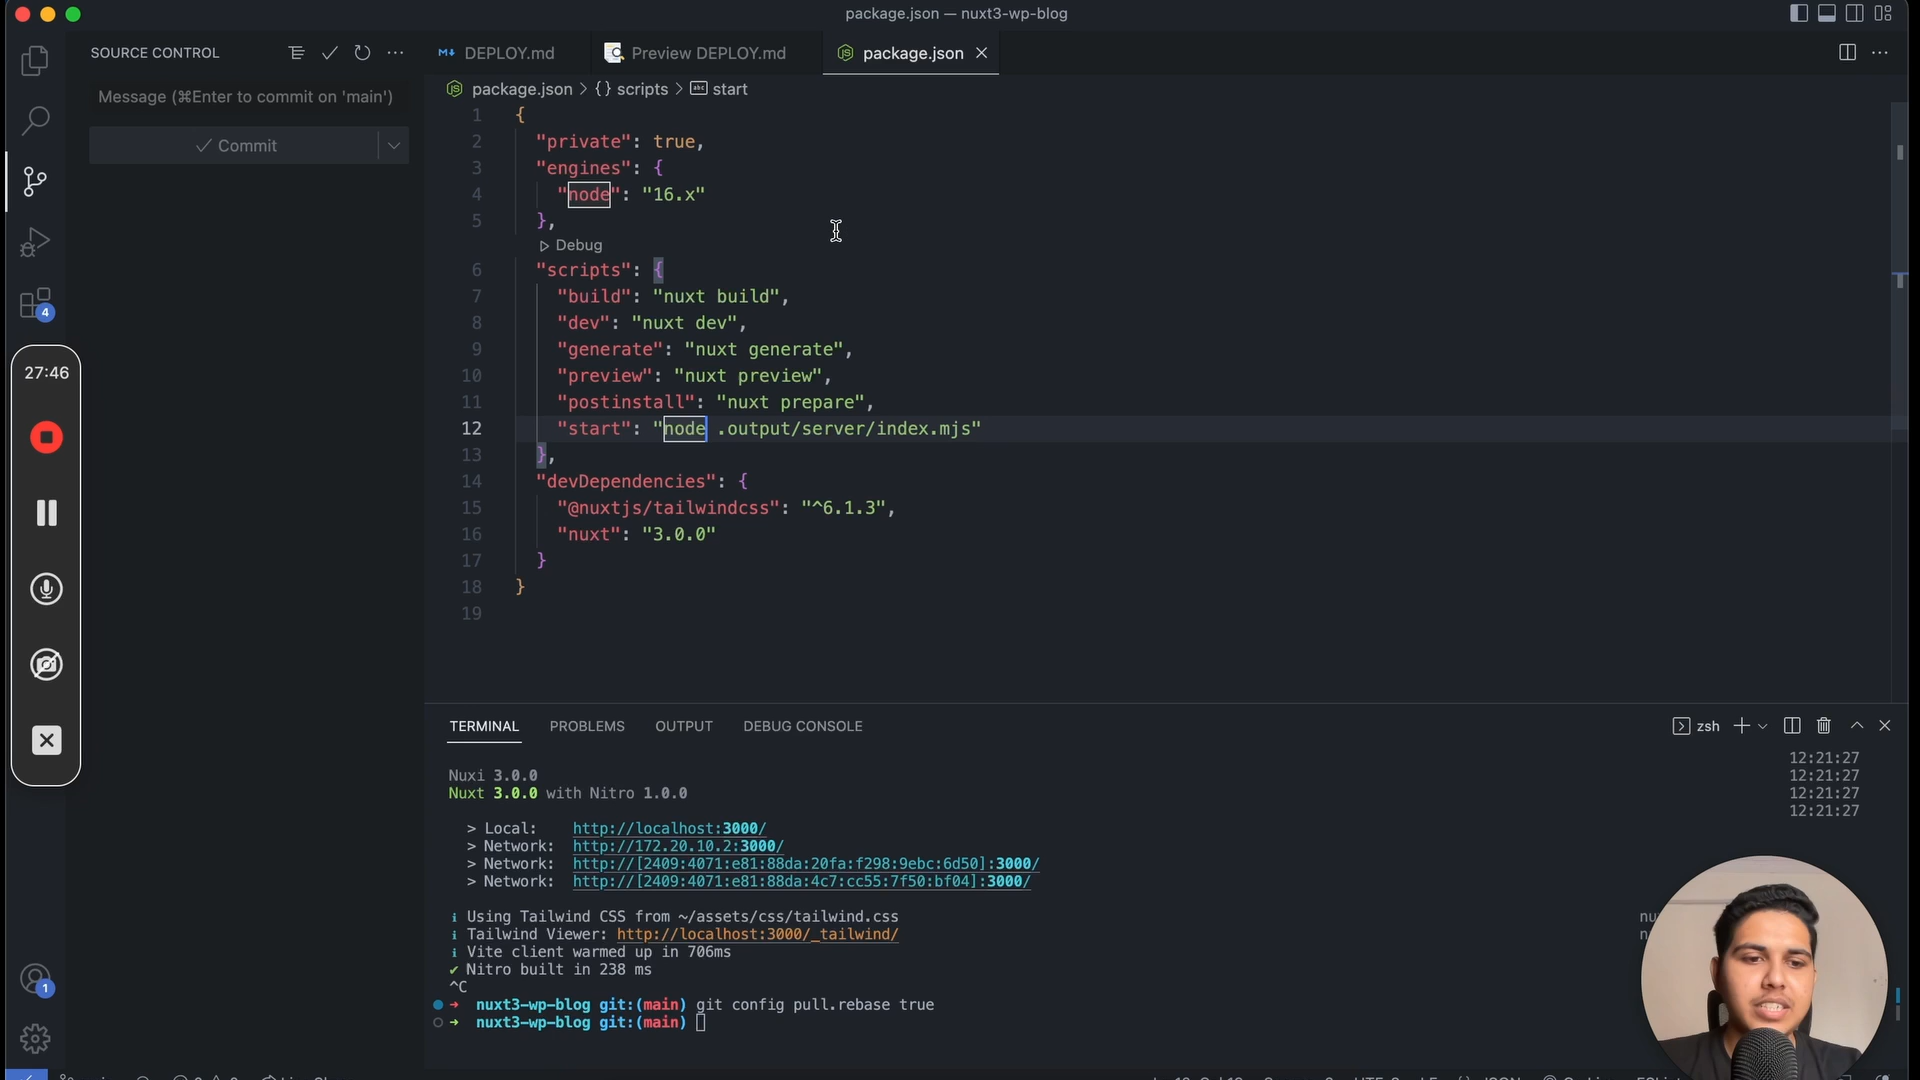 package.json — nuxt3-wp-blog
SOURCE CONTROL
DEPLOY.md
Preview DEPLOY.md
package.json
Message (⌘Enter to commit on 'main')
Commit
package.json > {} scripts > abc start
1 {
2 "private": true,
3 "engines": {
4 "node": "16.x"
5 },
Debug
6 "scripts": {
7 "build": "nuxt build",
8 "dev": "nuxt dev",
9 "generate": "nuxt generate",
10 "preview": "nuxt preview",
11 "postinstall": "nuxt prepare",
12 "start": "node .output/server/index.mjs"
13 },
14 "devDependencies": {
15 "@nuxtjs/tailwindcss": "^6.1.3",
16 "nuxt": "3.0.0"
17 }
18 }
19
4
27:46
1
TERMINAL PROBLEMS OUTPUT DEBUG CONSOLE
zsh
12:21:27
Nuxi 3.0.0 12:21:27
Nuxt 3.0.0 with Nitro 1.0.0 12:21:27
12:21:27
> Local: http://localhost:3000/
> Network: http://172.20.10.2:3000/
> Network: http://[2409:4071:e81:88da:20fa:f298:9ebc:6d50]:3000/
> Network: http://[2409:4071:e81:88da:4c7:cc55:7f50:bf04]:3000/
ℹ Using Tailwind CSS from ~/assets/css/tailwind.css
ℹ Tailwind Viewer: http://localhost:3000/_tailwind/
ℹ Vite client warmed up in 706ms
✔ Nitro built in 238 ms
^C
➜ nuxt3-wp-blog git:(main) git config pull.rebase true
➜ nuxt3-wp-blog git:(main)